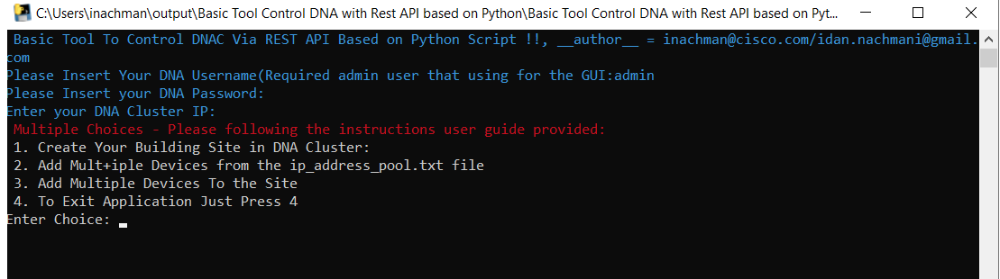 C:\Users\inachman\output\Basic Tool Control DNA with Rest API based on Python\Basic Tool Control DNA with Rest API based on Pyt...
Basic Tool To Control DNAC Via REST API Based on Python Script !!, __author__ = inachman@cisco.com/idan.nachmani@gmail.
com
Please Insert Your DNA Username(Required admin user that using for the GUI:admin
Please Insert your DNA Password:
Enter your DNA Cluster IP:
Multiple Choices - Please following the instructions user guide provided:
1. Create Your Building Site in DNA Cluster:
2. Add Mult+iple Devices from the ip_address_pool.txt file
3. Add Multiple Devices To the Site
4. To Exit Application Just Press 4
Enter Choice: